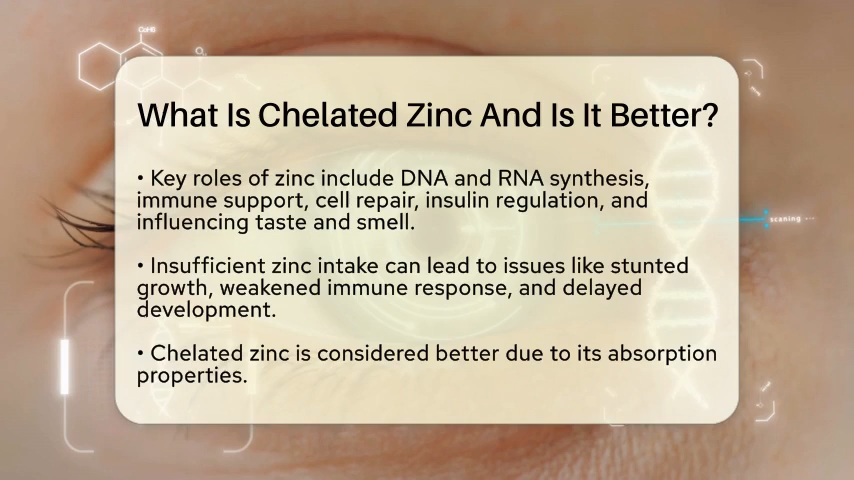 What Is Chelated Zinc And Is It Better?
• Key roles of zinc include DNA and RNA synthesis,
immune support, cell repair, insulin regulation, and
influencing taste and smell.
• Insufficient zinc intake can lead to issues like stunted
growth, weakened immune response, and delayed
development.
• Chelated zinc is considered better due to its absorption
properties.
scaning